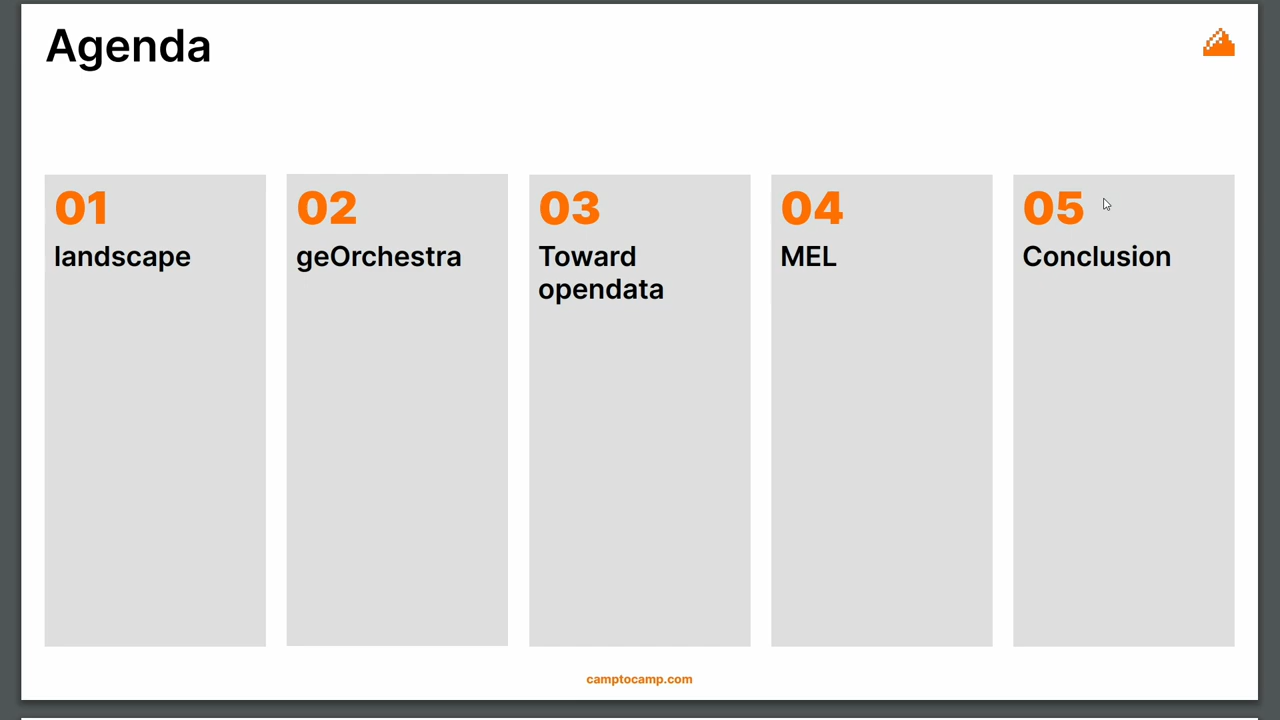 Agenda
01
landscape
02
geOrchestra
03
Toward
opendata
04
MEL
05
Conclusion
camptocamp.com